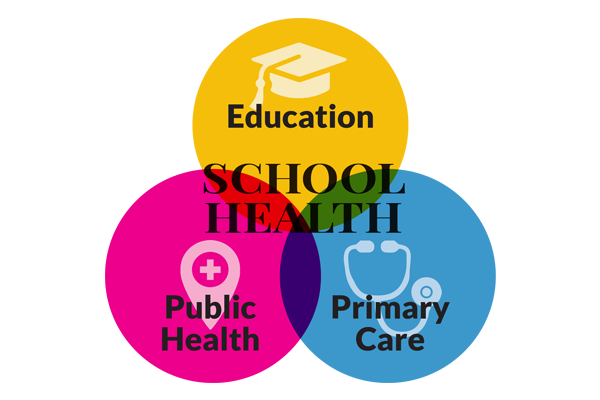 Education
SCHOOL
HEALTH
Public
Health
Primary
Care